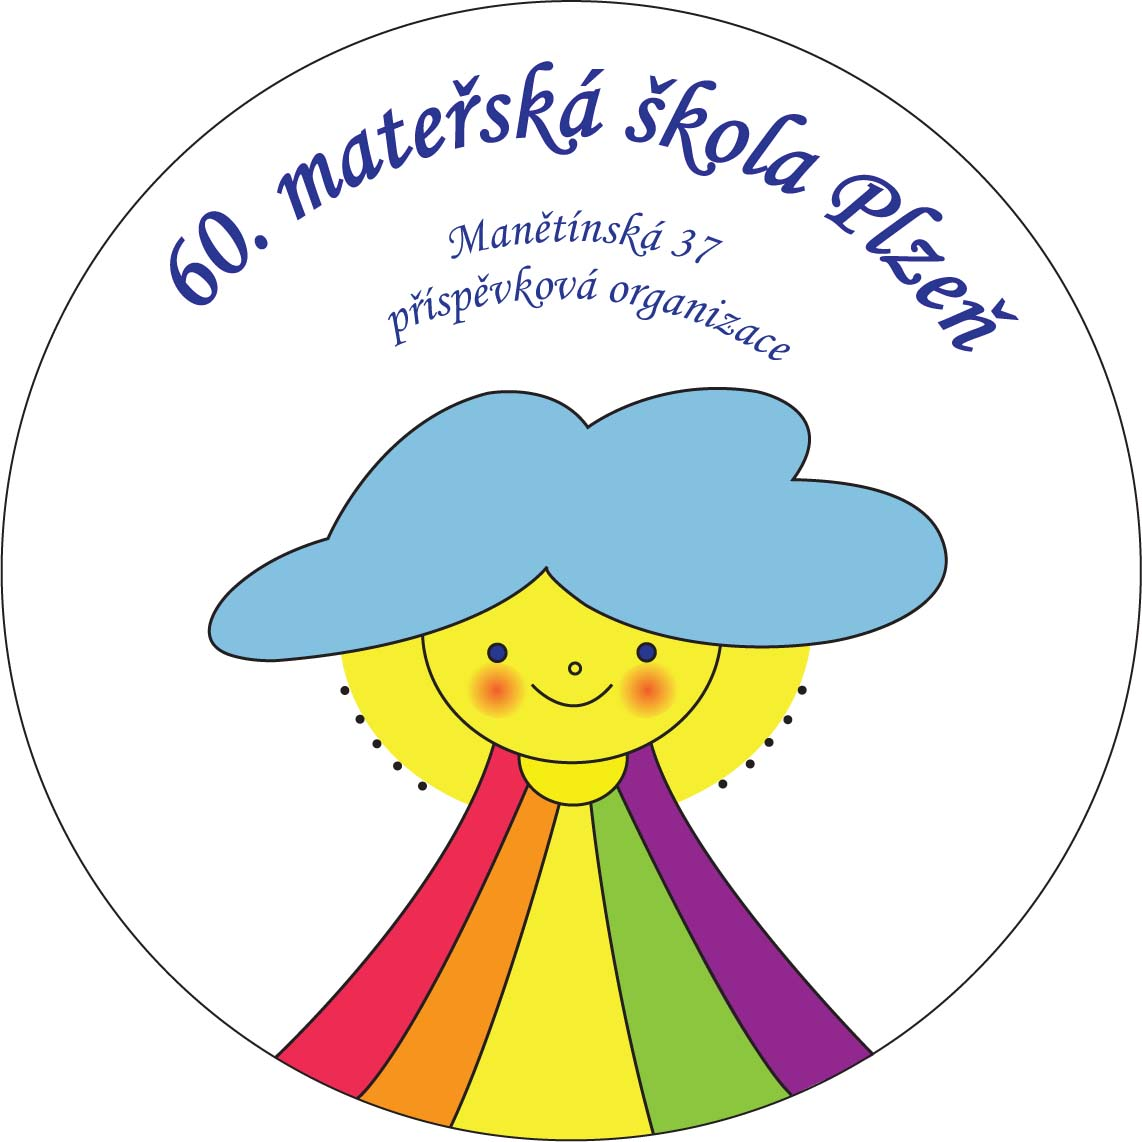 60. mateřská škola Plzeň
Manětínská 37
příspěvková organizace